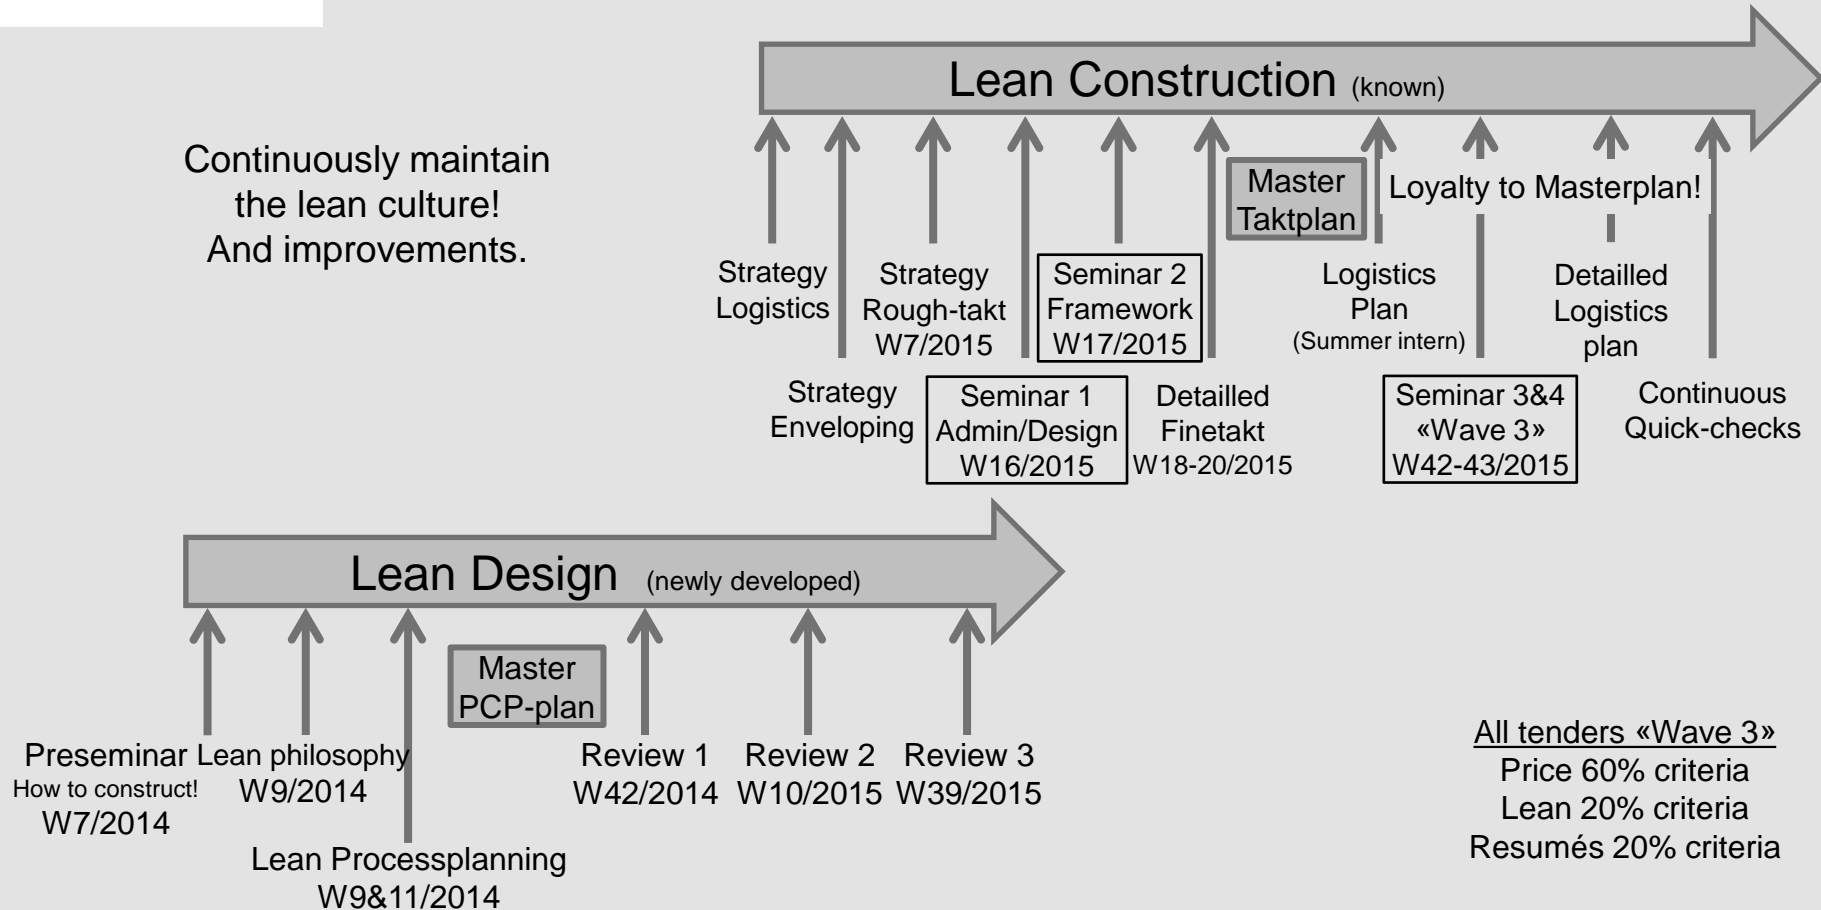 Lean Construction (known)
Continuously maintain
the lean culture!
And improvements.
Master
Taktplan
Loyalty to Masterplan!
Strategy
Logistics
Strategy
Rough-takt
W7/2015
Seminar 2
Framework
W17/2015
Logistics
Plan
(Summer intern)
Detailled
Logistics
plan
Strategy
Enveloping
Seminar 1
Admin/Design
W16/2015
Detailled
Finetakt
W18-20/2015
Seminar 3&4
«Wave 3»
W42-43/2015
Continuous
Quick-checks
Lean Design (newly developed)
Master
PCP-plan
Preseminar
How to construct!
W7/2014
Lean philosophy
W9/2014
Lean Processplanning
W9&11/2014
Review 1
W42/2014
Review 2
W10/2015
Review 3
W39/2015
All tenders «Wave 3»
Price 60% criteria
Lean 20% criteria
Resumés 20% criteria